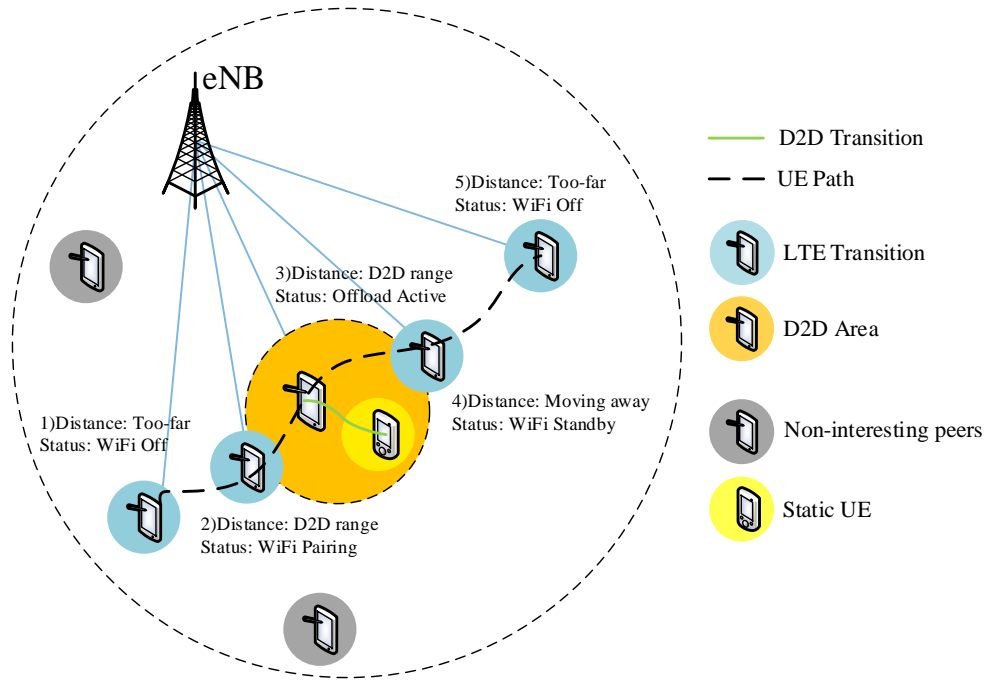 eNB
5)Distance: Too-far
Status: WiFi Off
3)Distance: D2D range
Status: Offload Active
4)Distance: Moving away
Status: WiFi Standby
1)Distance: Too-far
Status: WiFi Off
2)Distance: D2D range
Status: WiFi Pairing
D2D Transition
UE Path
LTE Transition
D2D Area
Non-interesting peers
Static UE